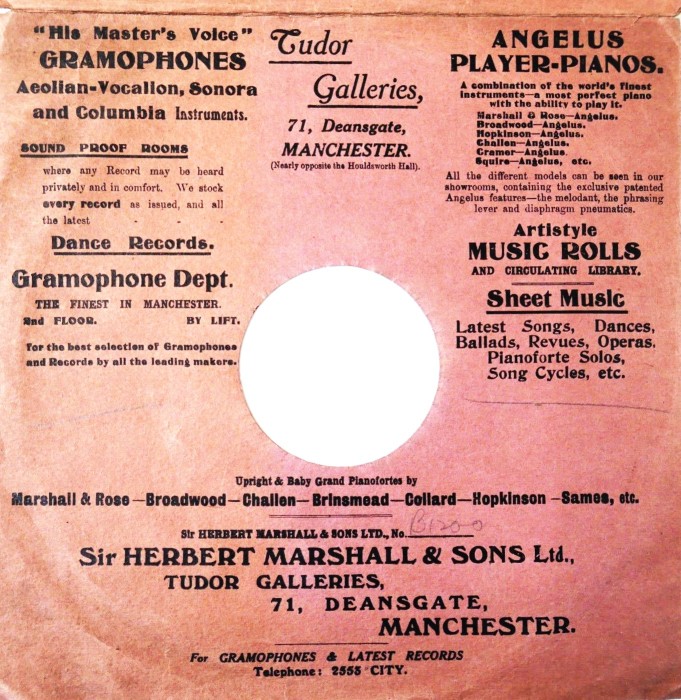 "His Master's Voice"
GRAMOPHONES
Aeolian-Vocalion, Sonora
and Columbia Instruments.
SOUND PROOF ROOMS
where any Record may be heard
privately and in comfort. We stock
every record as issued, and all
the latest - - -
Dance Records.
Gramophone Dept.
THE FINEST IN MANCHESTER.
2nd FLOOR. BY LIFT.
For the best selection of Gramophones
and Records by all the leading makers.
Tudor
Galleries,
71, Deansgate,
MANCHESTER.
(Nearly opposite the Houldsworth Hall).
ANGELUS
PLAYER-PIANOS.
A combination of the world's finest
instruments—a most perfect piano
with the ability to play it.
Marshall & Rose—Angelus.
Broadwood—Angelus.
Hopkinson—Angelus.
Challen—Angelus.
Cramer—Angelus.
Squire—Angelus, etc.
All the different models can be seen in our
showrooms, containing the exclusive patented
Angelus features—the melodant, the phrasing
lever and diaphragm pneumatics.
Artistyle
MUSIC ROLLS
AND CIRCULATING LIBRARY.
Sheet Music
Latest Songs, Dances,
Ballads, Revues, Operas,
Pianoforte Solos,
Song Cycles, etc.
Upright & Baby Grand Pianofortes by
Marshall & Rose—Broadwood—Challen—Brinsmead—Collard—Hopkinson—Sames, etc.
Sir HERBERT MARSHALL & SONS LTD., No. B1200
Sir HERBERT MARSHALL & SONS Ltd.,
TUDOR GALLERIES,
71, DEANSGATE,
MANCHESTER.
For GRAMOPHONES & LATEST RECORDS
Telephone: 2553 CITY.